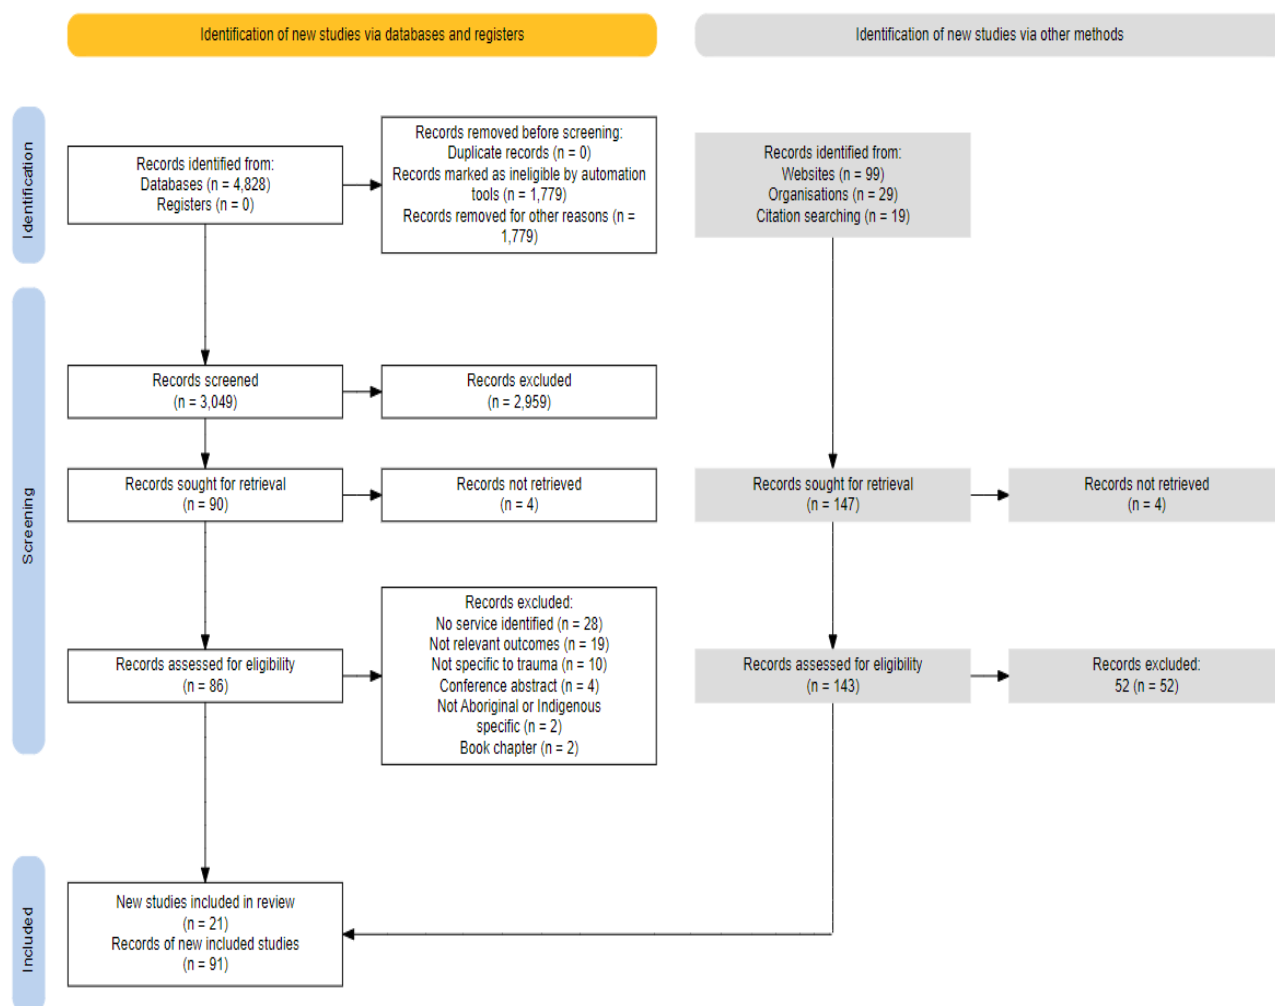 Identification of new studies via databases and registers
Identification of new studies via other methods
Identification
Records identified from:
Databases (n = 4,828)
Registers (n = 0)
Records removed before screening:
Duplicate records (n = 0)
Records marked as ineligible by automation
tools (n = 1,779)
Records removed for other reasons (n =
1,779)
Records identified from:
Websites (n = 99)
Organisations (n = 29)
Citation searching (n = 19)
Screening
Records screened
(n = 3,049)
Records excluded
(n = 2,959)
Records sought for retrieval
(n = 90)
Records not retrieved
(n = 4)
Records sought for retrieval
(n = 147)
Records not retrieved
(n = 4)
Records assessed for eligibility
(n = 86)
Records excluded:
No service identified (n = 28)
Not relevant outcomes (n = 19)
Not specific to trauma (n = 10)
Conference abstract (n = 4)
Not Aboriginal or Indigenous
specific (n = 2)
Book chapter (n = 2)
Records assessed for eligibility
(n = 143)
Records excluded:
52 (n = 52)
Included
New studies included in review
(n = 21)
Records of new included studies
(n = 91)